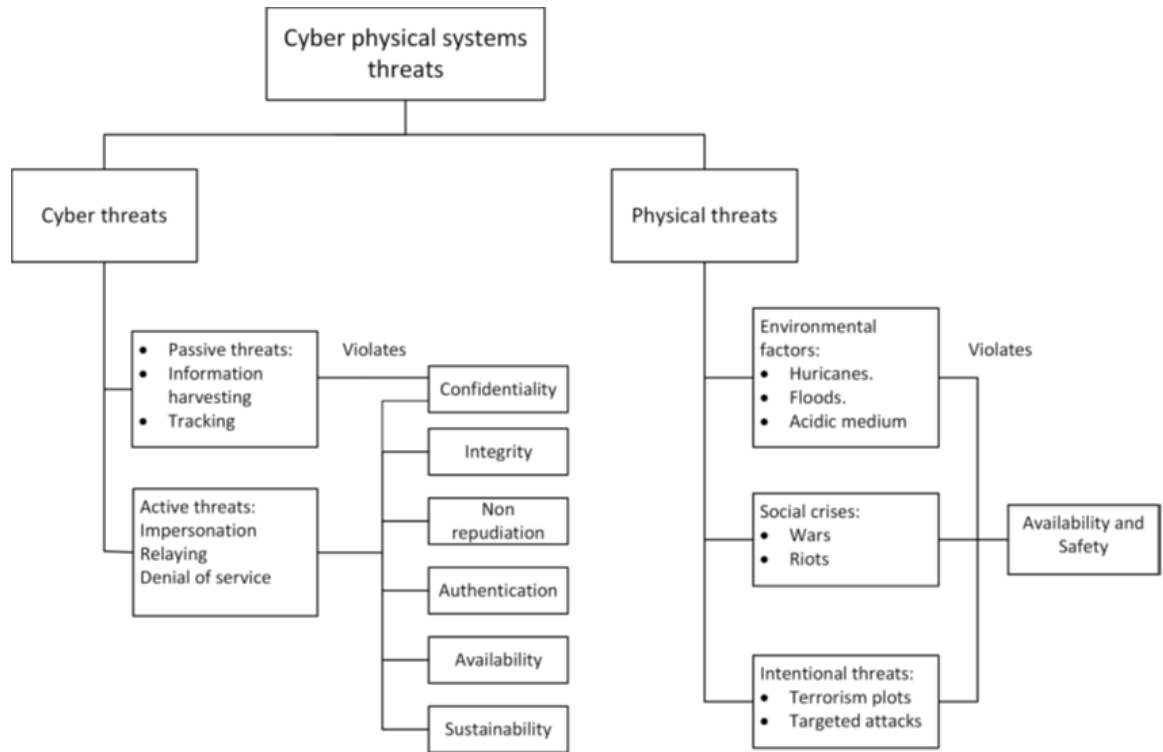 Cyber physical systems
threats
Cyber threats
Physical threats
• Passive threats:
• Information
harvesting
• Tracking
Violates
Confidentiality
Integrity
Non
repudiation
Authentication
Availability
Sustainability
Active threats:
Impersonation
Relaying
Denial of service
Environmental
factors:
• Huricanes.
• Floods.
• Acidic medium
Violates
Social crises:
• Wars
• Riots
Availability and
Safety
Intentional threats:
• Terrorism plots
• Targeted attacks